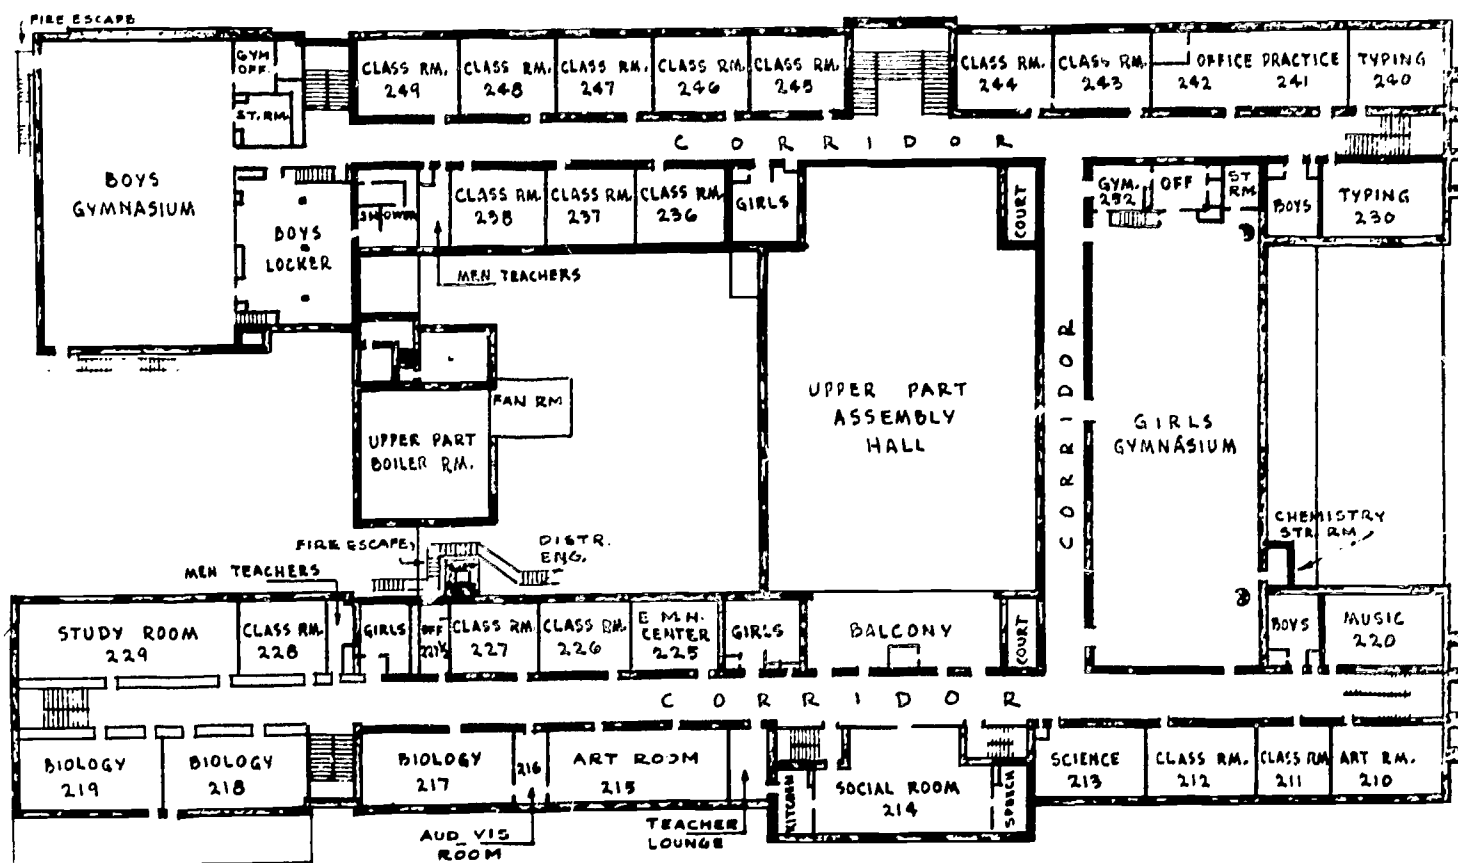 FIRE ESCAPE
GYM
OFF.
ST. RM.
CLASS RM.
249
CLASS RM.
248
CLASS RM.
247
CLASS RM.
246
CLASS RM.
245
CLASS RM.
244
CLASS RM.
243
242
OFFICE PRACTICE
241
TYPING
240
CORRIDOR
BOYS
GYMNASIUM
BOYS
LOCKER
SHOWER
CLASS RM.
238
CLASS RM.
237
CLASS RM.
236
GIRLS
COURT
GYM.
232
OFF
ST
RM.
BOYS
TYPING
230
MEN TEACHERS
UPPER PART
ASSEMBLY
HALL
CORRIDOR
GIRLS
GYMNASIUM
FAN RM
UPPER PART
BOILER RM.
CHEMISTRY
STR. RM
FIRE ESCAPE
DISTR.
ENG.
MEN TEACHERS
STUDY ROOM
229
CLASS RM.
228
GIRLS
OFF
227½
CLASS RM.
227
CLASS RM.
226
E M.H.
CENTER
225
GIRLS
BALCONY
COURT
BOYS
MUSIC
220
CORRIDOR
BIOLOGY
219
BIOLOGY
218
BIOLOGY
217
216
ART ROOM
215
KITCHEN
SOCIAL ROOM
214
SPEECH
SCIENCE
213
CLASS RM.
212
CLASS RM
211
ART RM.
210
AUD VIS
ROOM
TEACHER
LOUNGE